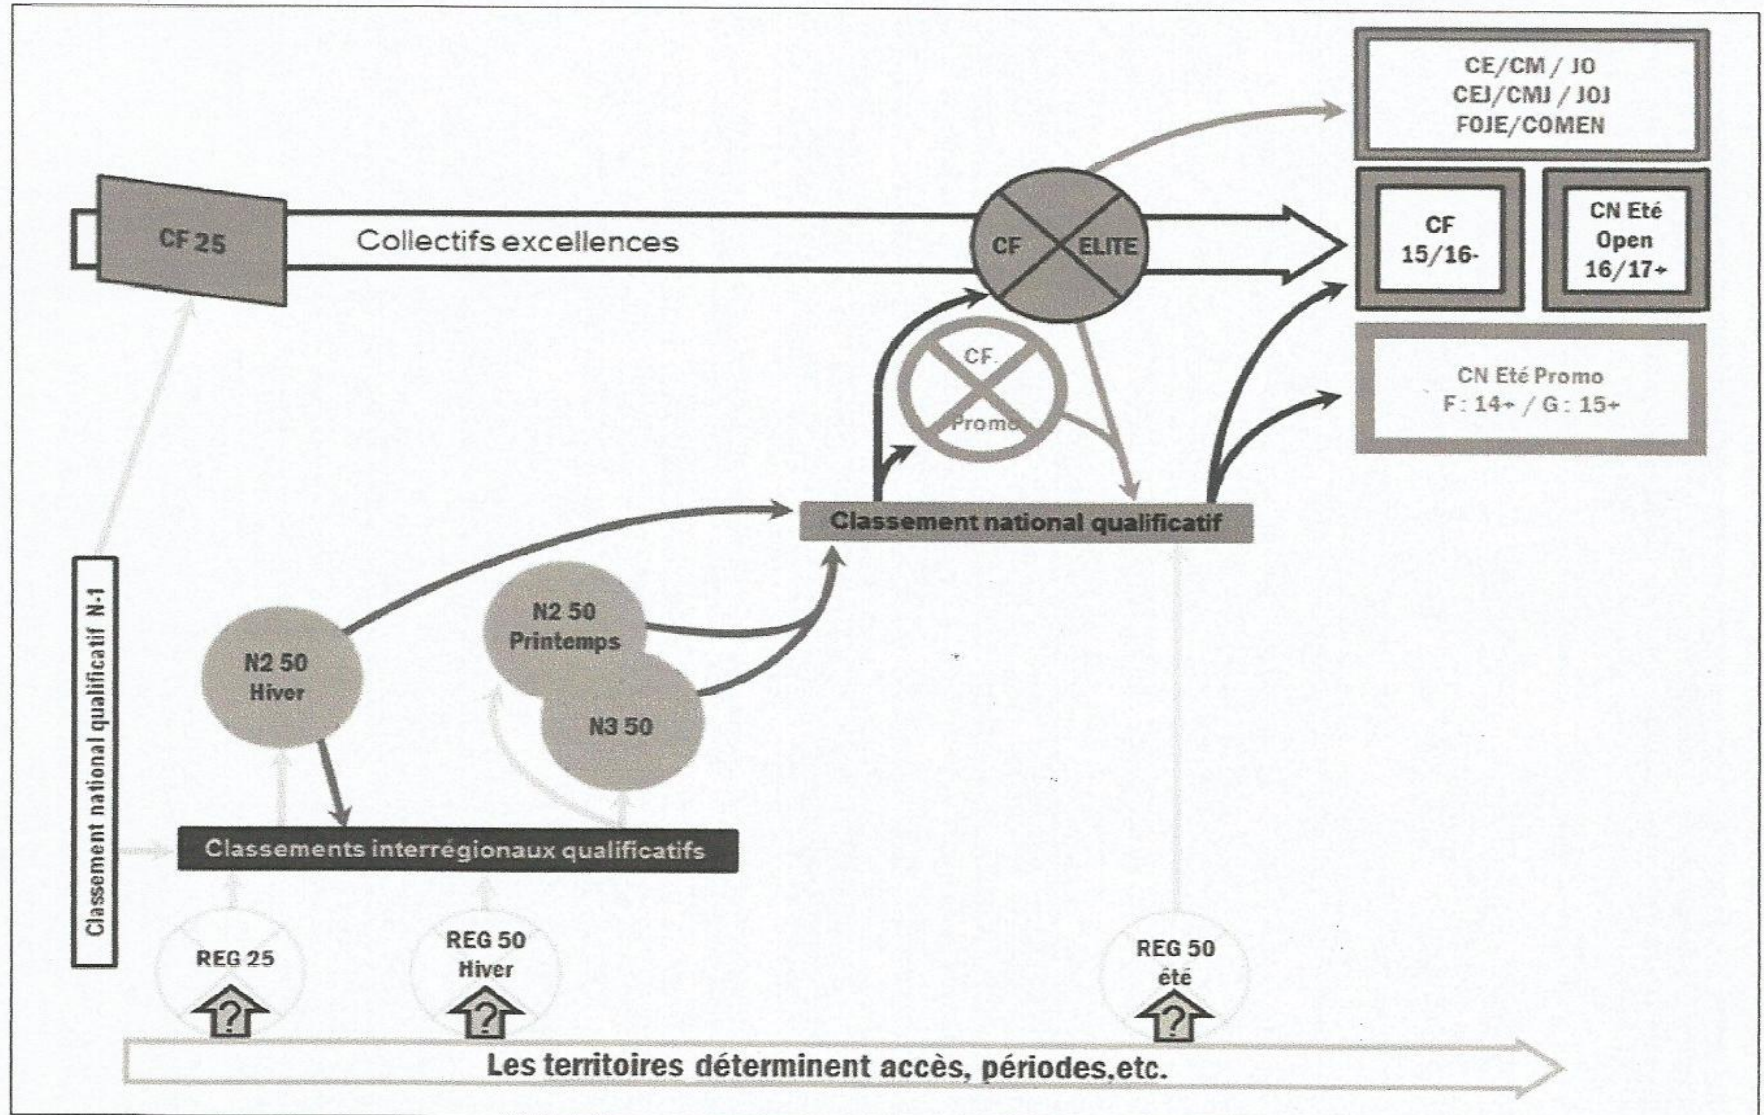 CE/CM / JO
CEJ/CMJ / JOJ
FOJE/COMEN
CF 25
Collectifs excellences
CF
ELITE
CF
15/16-
CN Eté
Open
16/17+
CF.
Promo
CN Eté Promo
F : 14+ / G : 15+
Classement national qualificatif
Classement national qualificatif N-1
N2 50
Hiver
N2 50
Printemps
N3 50
Classements interrégionaux qualificatifs
REG 25
?
REG 50
Hiver
?
REG 50
été
?
Les territoires déterminent accès, périodes.etc.